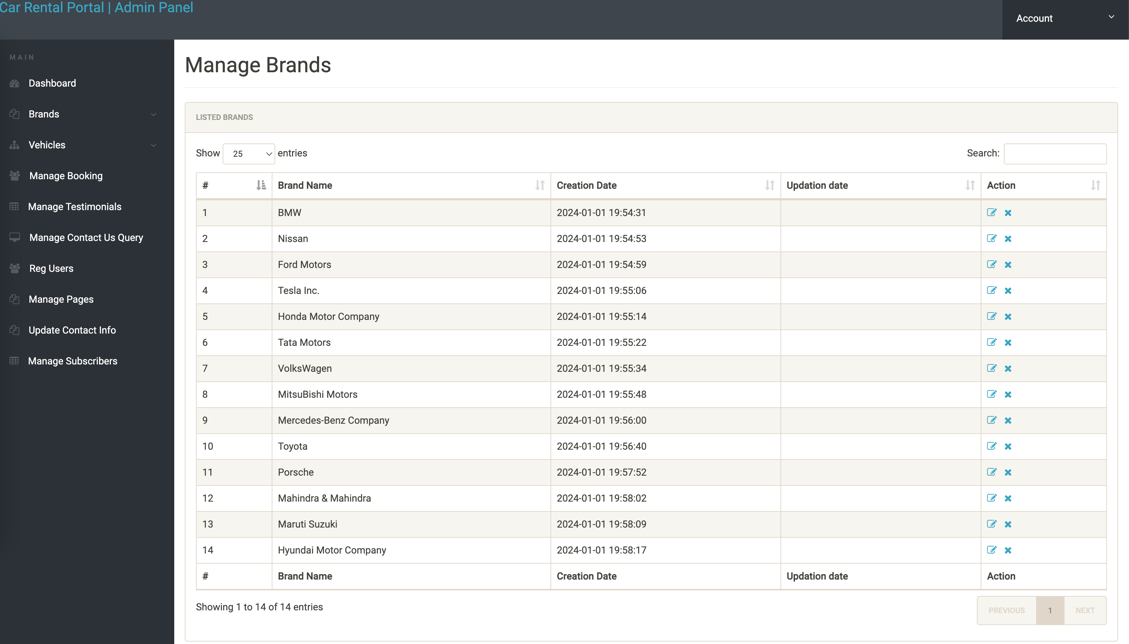 Car Rental Portal | Admin Panel
Account
MAIN
Dashboard
Brands
Vehicles
Manage Booking
Manage Testimonials
Manage Contact Us Query
Reg Users
Manage Pages
Update Contact Info
Manage Subscribers
Manage Brands
LISTED BRANDS
Show 25 entries Search:
# Brand Name Creation Date Updation date Action
1 BMW 2024-01-01 19:54:31
2 Nissan 2024-01-01 19:54:53
3 Ford Motors 2024-01-01 19:54:59
4 Tesla Inc. 2024-01-01 19:55:06
5 Honda Motor Company 2024-01-01 19:55:14
6 Tata Motors 2024-01-01 19:55:22
7 VolksWagen 2024-01-01 19:55:34
8 MitsuBishi Motors 2024-01-01 19:55:48
9 Mercedes-Benz Company 2024-01-01 19:56:00
10 Toyota 2024-01-01 19:56:40
11 Porsche 2024-01-01 19:57:52
12 Mahindra & Mahindra 2024-01-01 19:58:02
13 Maruti Suzuki 2024-01-01 19:58:09
14 Hyundai Motor Company 2024-01-01 19:58:17
# Brand Name Creation Date Updation date Action
Showing 1 to 14 of 14 entries
PREVIOUS 1 NEXT